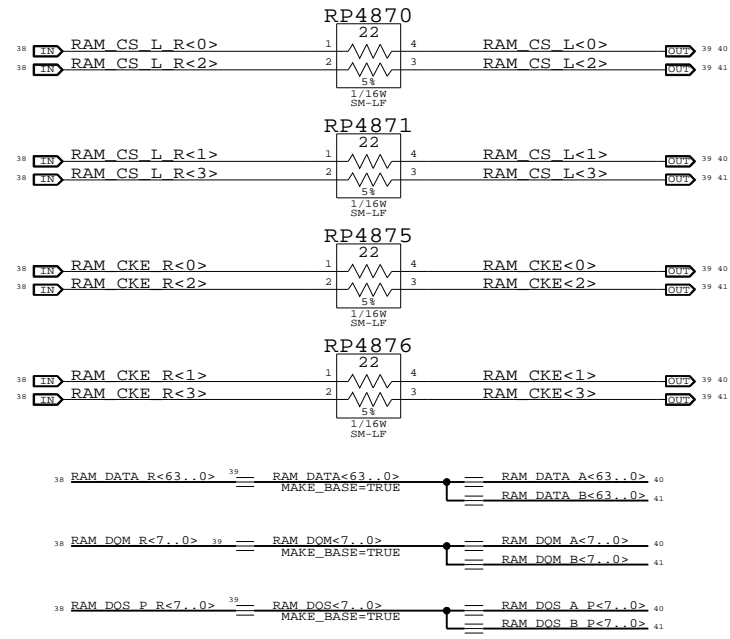 RP4870
22
38 IN RAM_CS_L_R<0> 1 4 RAM_CS_L<0> OUT 39 40
38 IN RAM_CS_L_R<2> 2 3 RAM_CS_L<2> OUT 39 41
5%
1/16W
SM-LF
RP4871
22
38 IN RAM_CS_L_R<1> 1 4 RAM_CS_L<1> OUT 39 40
38 IN RAM_CS_L_R<3> 2 3 RAM_CS_L<3> OUT 39 41
5%
1/16W
SM-LF
RP4875
22
38 IN RAM_CKE_R<0> 1 4 RAM_CKE<0> OUT 39 40
38 IN RAM_CKE_R<2> 2 3 RAM_CKE<2> OUT 39 41
5%
1/16W
SM-LF
RP4876
22
38 IN RAM_CKE_R<1> 1 4 RAM_CKE<1> OUT 39 40
38 IN RAM_CKE_R<3> 2 3 RAM_CKE<3> OUT 39 41
5%
1/16W
SM-LF
38 RAM_DATA_R<63..0> 39 RAM_DATA<63..0> RAM_DATA_A<63..0> 40
MAKE_BASE=TRUE RAM_DATA_B<63..0> 41
38 RAM_DQM_R<7..0> 39 RAM_DQM<7..0> RAM_DQM_A<7..0> 40
MAKE_BASE=TRUE RAM_DQM_B<7..0> 41
38 RAM_DQS_P_R<7..0> 39 RAM_DQS<7..0> RAM_DQS_A_P<7..0> 40
MAKE_BASE=TRUE RAM_DQS_B_P<7..0> 41